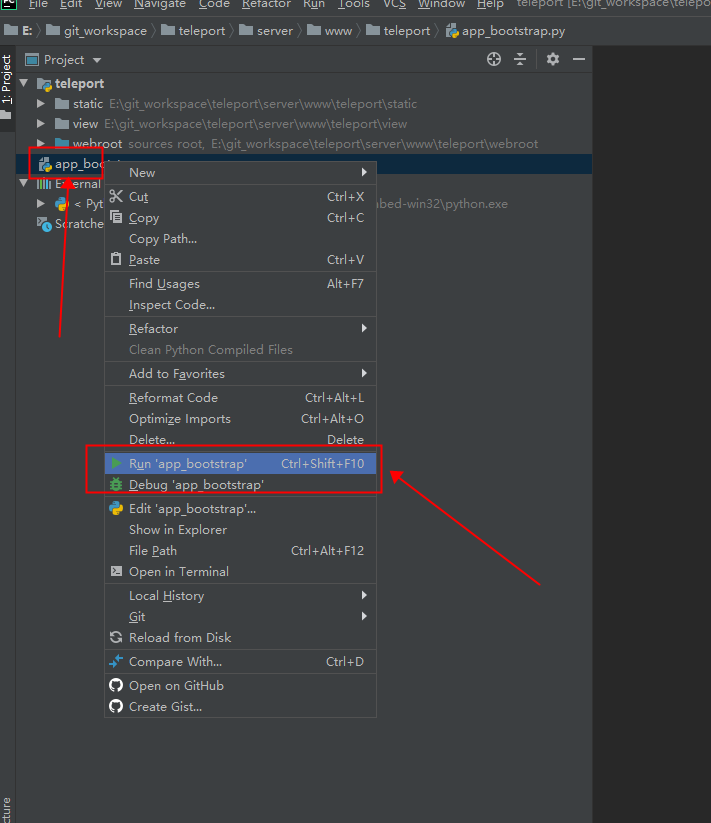 File Edit View Navigate Code Refactor Run Tools VCS Window Help teleport [E:\git_workspace\telepor
E: git_workspace teleport server www teleport app_bootstrap.py
1: Project
Project
teleport
static E:\git_workspace\teleport\server\www\teleport\static
view E:\git_workspace\teleport\server\www\teleport\view
webroot sources root, E:\git_workspace\teleport\server\www\teleport\webroot
External
< Pyt
bed-win32\python.exe
Scratche
New
Cut Ctrl+X
Copy Ctrl+C
Copy Path...
Paste Ctrl+V
Find Usages Alt+F7
Inspect Code...
Refactor
Clean Python Compiled Files
Add to Favorites
Reformat Code Ctrl+Alt+L
Optimize Imports Ctrl+Alt+O
Delete... Delete
Run 'app_bootstrap' Ctrl+Shift+F10
Debug 'app_bootstrap'
Edit 'app_bootstrap'...
Show in Explorer
File Path Ctrl+Alt+F12
Open in Terminal
Local History
Git
Reload from Disk
Compare With... Ctrl+D
Open on GitHub
Create Gist...
cture